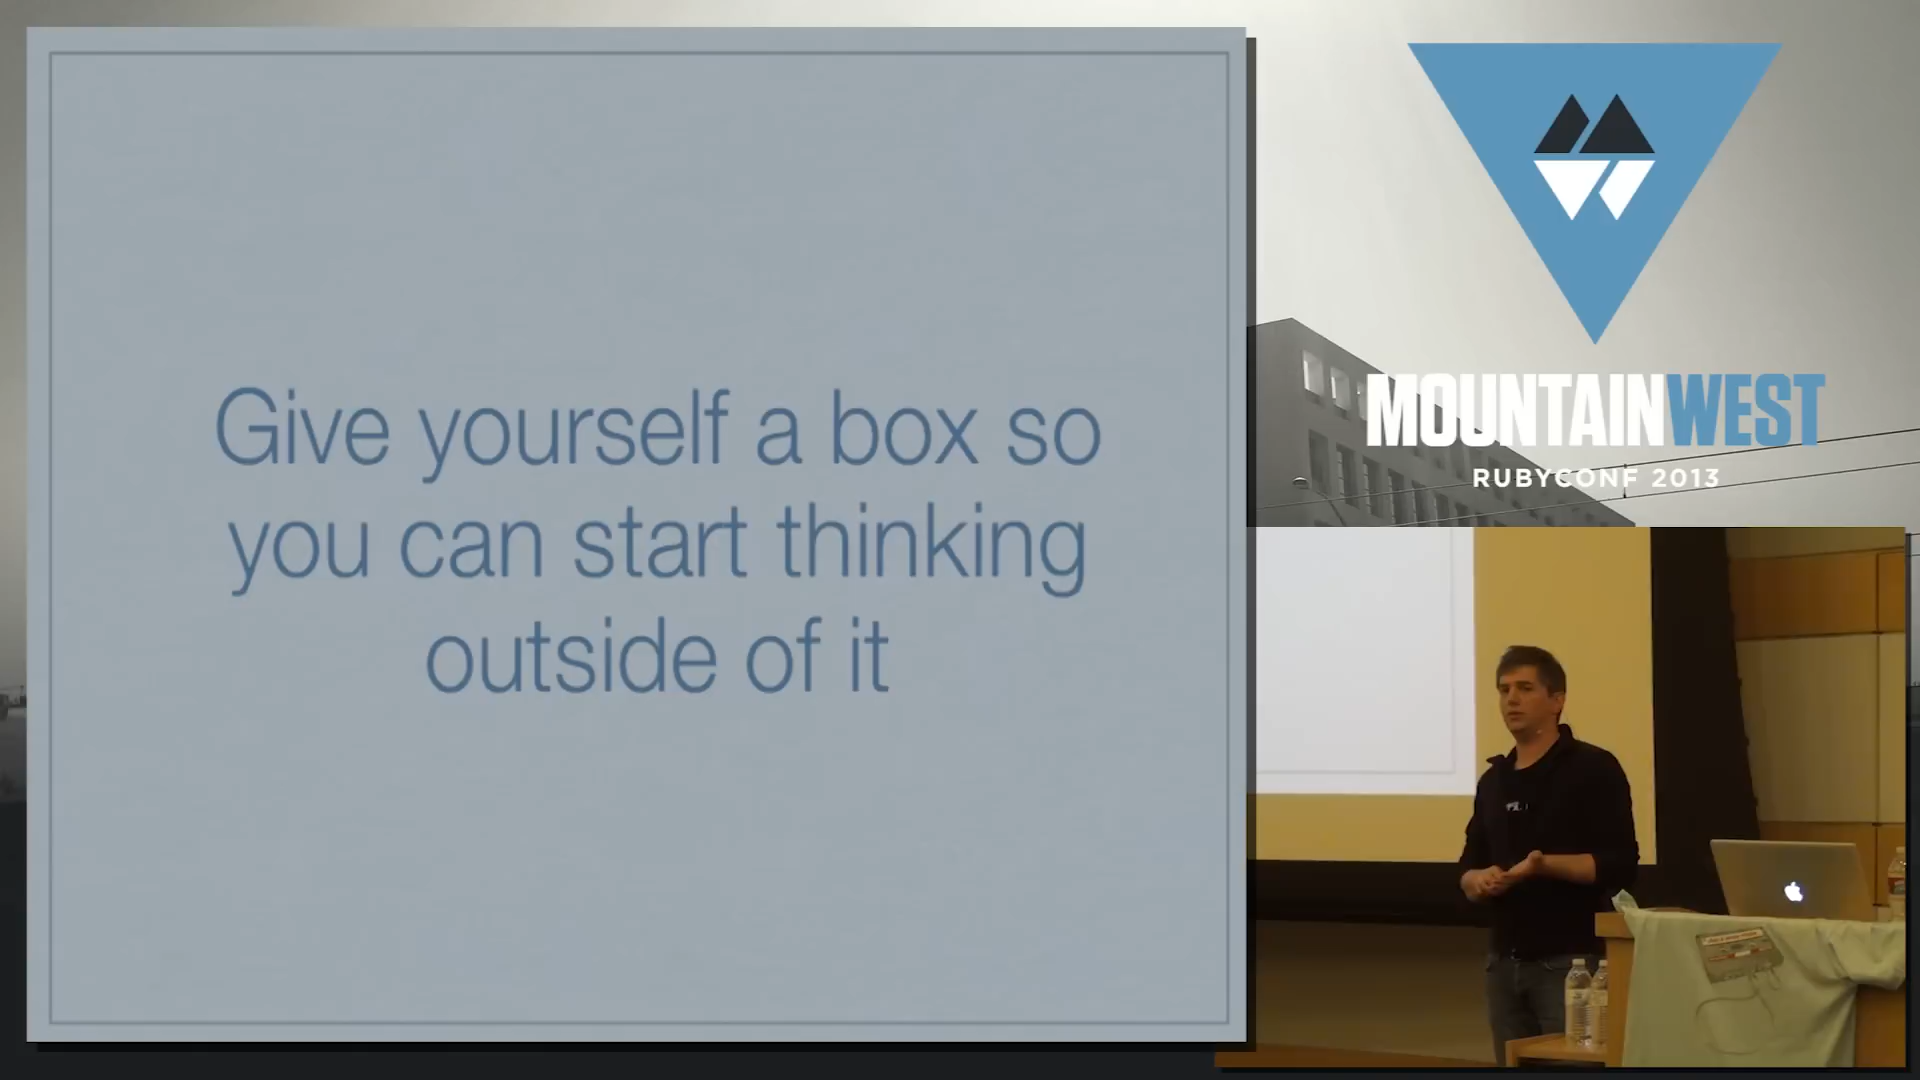 Give yourself a box so
you can start thinking
outside of it
MOUNTAINWEST
RUBYCONF 2013